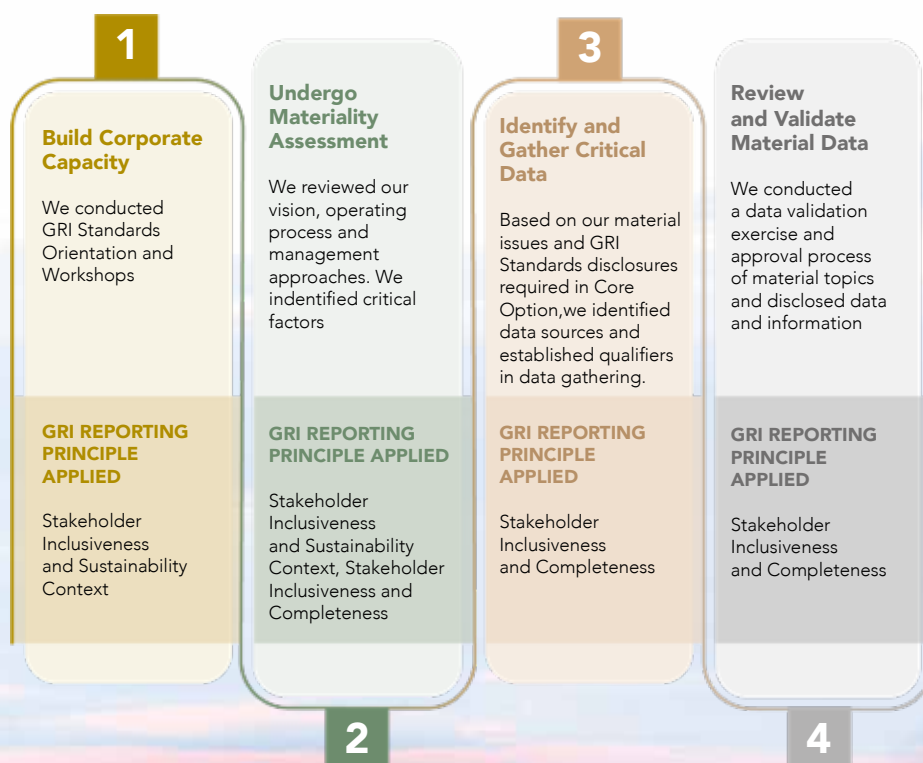 1
Build Corporate
Capacity
We conducted
GRI Standards
Orientation and
Workshops
GRI REPORTING
PRINCIPLE
APPLIED
Stakeholder
Inclusiveness
and Sustainability
Context
Undergo
Materiality
Assessment
We reviewed our
vision, operating
process and
management
approaches. We
indentified critical
factors
GRI REPORTING
PRINCIPLE APPLIED
Stakeholder
Inclusiveness
and Sustainability
Context, Stakeholder
Inclusiveness and
Completeness
2
3
Identify and
Gather Critical
Data
Based on our material
issues and GRI
Standards disclosures
required in Core
Option,we identified
data sources and
established qualifiers
in data gathering.
GRI REPORTING
PRINCIPLE
APPLIED
Stakeholder
Inclusiveness
and Completeness
Review
and Validate
Material Data
We conducted
a data validation
exercise and
approval process
of material topics
and disclosed data
and information
GRI REPORTING
PRINCIPLE
APPLIED
Stakeholder
Inclusiveness
and Completeness
4